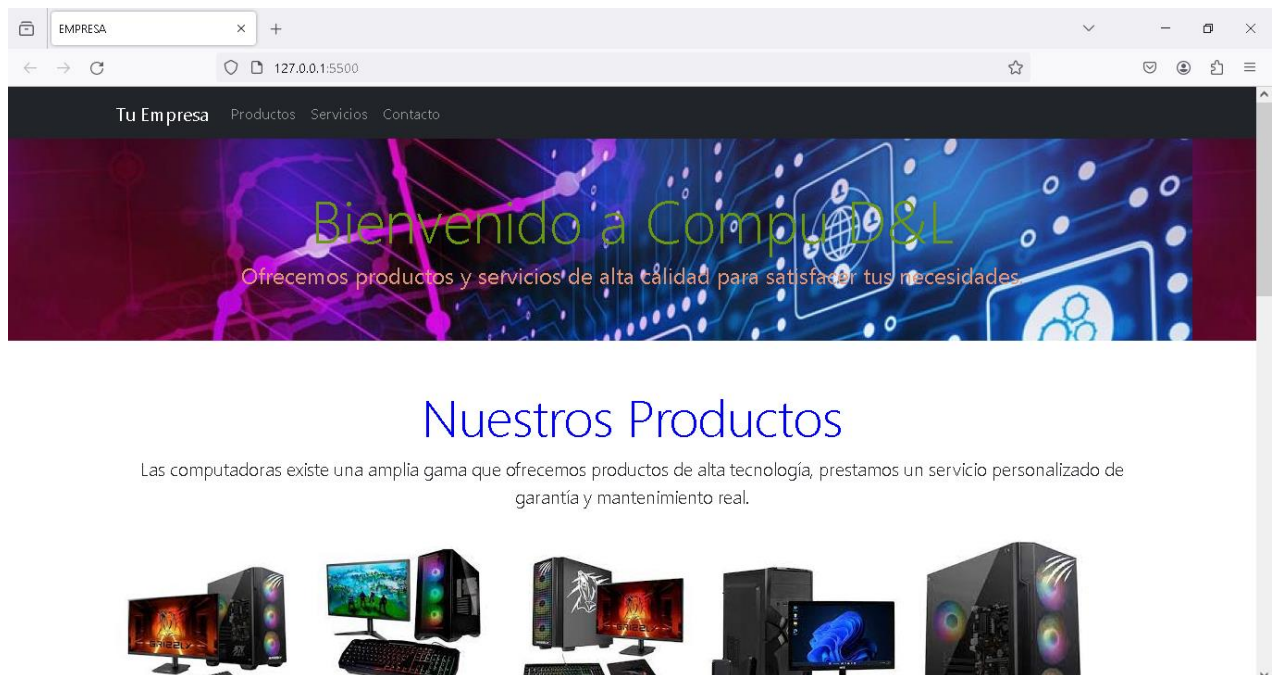 EMPRESA
127.0.0.1:5500
Tu Empresa Productos Servicios Contacto
Bienvenido a Compu D&L
Ofrecemos productos y servicios de alta calidad para satisfacer tus necesidades.
Nuestros Productos
Las computadoras existe una amplia gama que ofrecemos productos de alta tecnología, prestamos un servicio personalizado de
garantía y mantenimiento real.